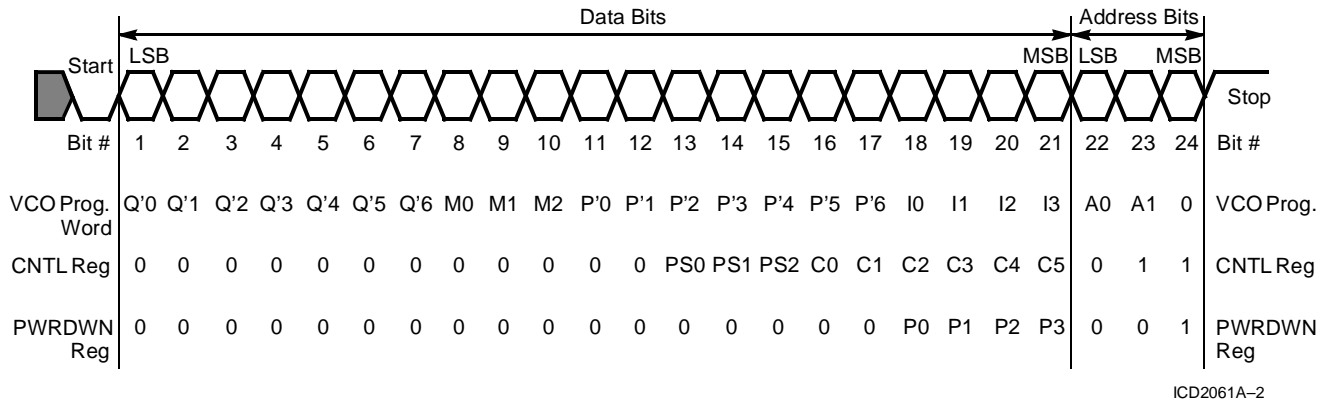 Data Bits Address Bits
Start LSB MSB LSB MSB Stop
Bit # 1 2 3 4 5 6 7 8 9 10 11 12 13 14 15 16 17 18 19 20 21 22 23 24 Bit #
VCO Prog. Word Q'0 Q'1 Q'2 Q'3 Q'4 Q'5 Q'6 M0 M1 M2 P'0 P'1 P'2 P'3 P'4 P'5 P'6 I0 I1 I2 I3 A0 A1 0 VCO Prog.
CNTL Reg 0 0 0 0 0 0 0 0 0 0 0 0 PS0 PS1 PS2 C0 C1 C2 C3 C4 C5 0 1 1 CNTL Reg
PWRDWN Reg 0 0 0 0 0 0 0 0 0 0 0 0 0 0 0 0 0 P0 P1 P2 P3 0 0 1 PWRDWN Reg
ICD2061A–2